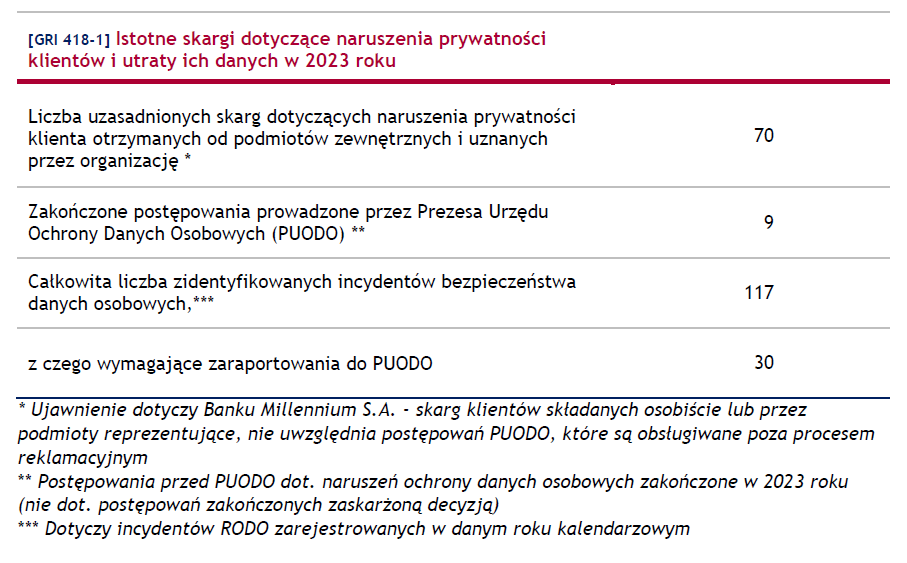 [GRI 418-1] Istotne skargi dotyczące naruszenia prywatności
klientów i utraty ich danych w 2023 roku
Liczba uzasadnionych skarg dotyczących naruszenia prywatności
klienta otrzymanych od podmiotów zewnętrznych i uznanych
przez organizację *
70
Zakończone postępowania prowadzone przez Prezesa Urzędu
Ochrony Danych Osobowych (PUODO) **
9
Całkowita liczba zidentyfikowanych incydentów bezpieczeństwa
danych osobowych,***
117
z czego wymagające zaraportowania do PUODO
30
* Ujawnienie dotyczy Banku Millennium S.A. - skarg klientów składanych osobiście lub przez
podmioty reprezentujące, nie uwzględnia postępowań PUODO, które są obsługiwane poza procesem
reklamacyjnym
** Postępowania przed PUODO dot. naruszeń ochrony danych osobowych zakończone w 2023 roku
(nie dot. postępowań zakończonych zaskarżoną decyzją)
*** Dotyczy incydentów RODO zarejestrowanych w danym roku kalendarzowym